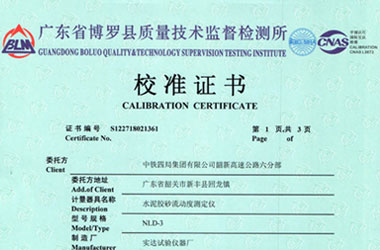 BLM
广东省博罗县质量技术监督检测所
GUANGDONG BOLUO QUALITY&TECHNOLOGY SUPERVISION TESTING INSTITUTE
CNAS
校准证书
CALIBRATION CERTIFICATE
证书编号 S122718021361 第 1 页,共 3 页
Certificate No. Page of
委托方 中铁四局集团有限公司韶新高速公路六分部
Client
委托方地址 广东省韶关市新丰县回龙镇
Add.of Client
计量器具名称 水泥胶砂流动度测定仪
Description
型号规格 NLD-3
Model/Type
制造厂 实达试验仪器厂
Manufacturer